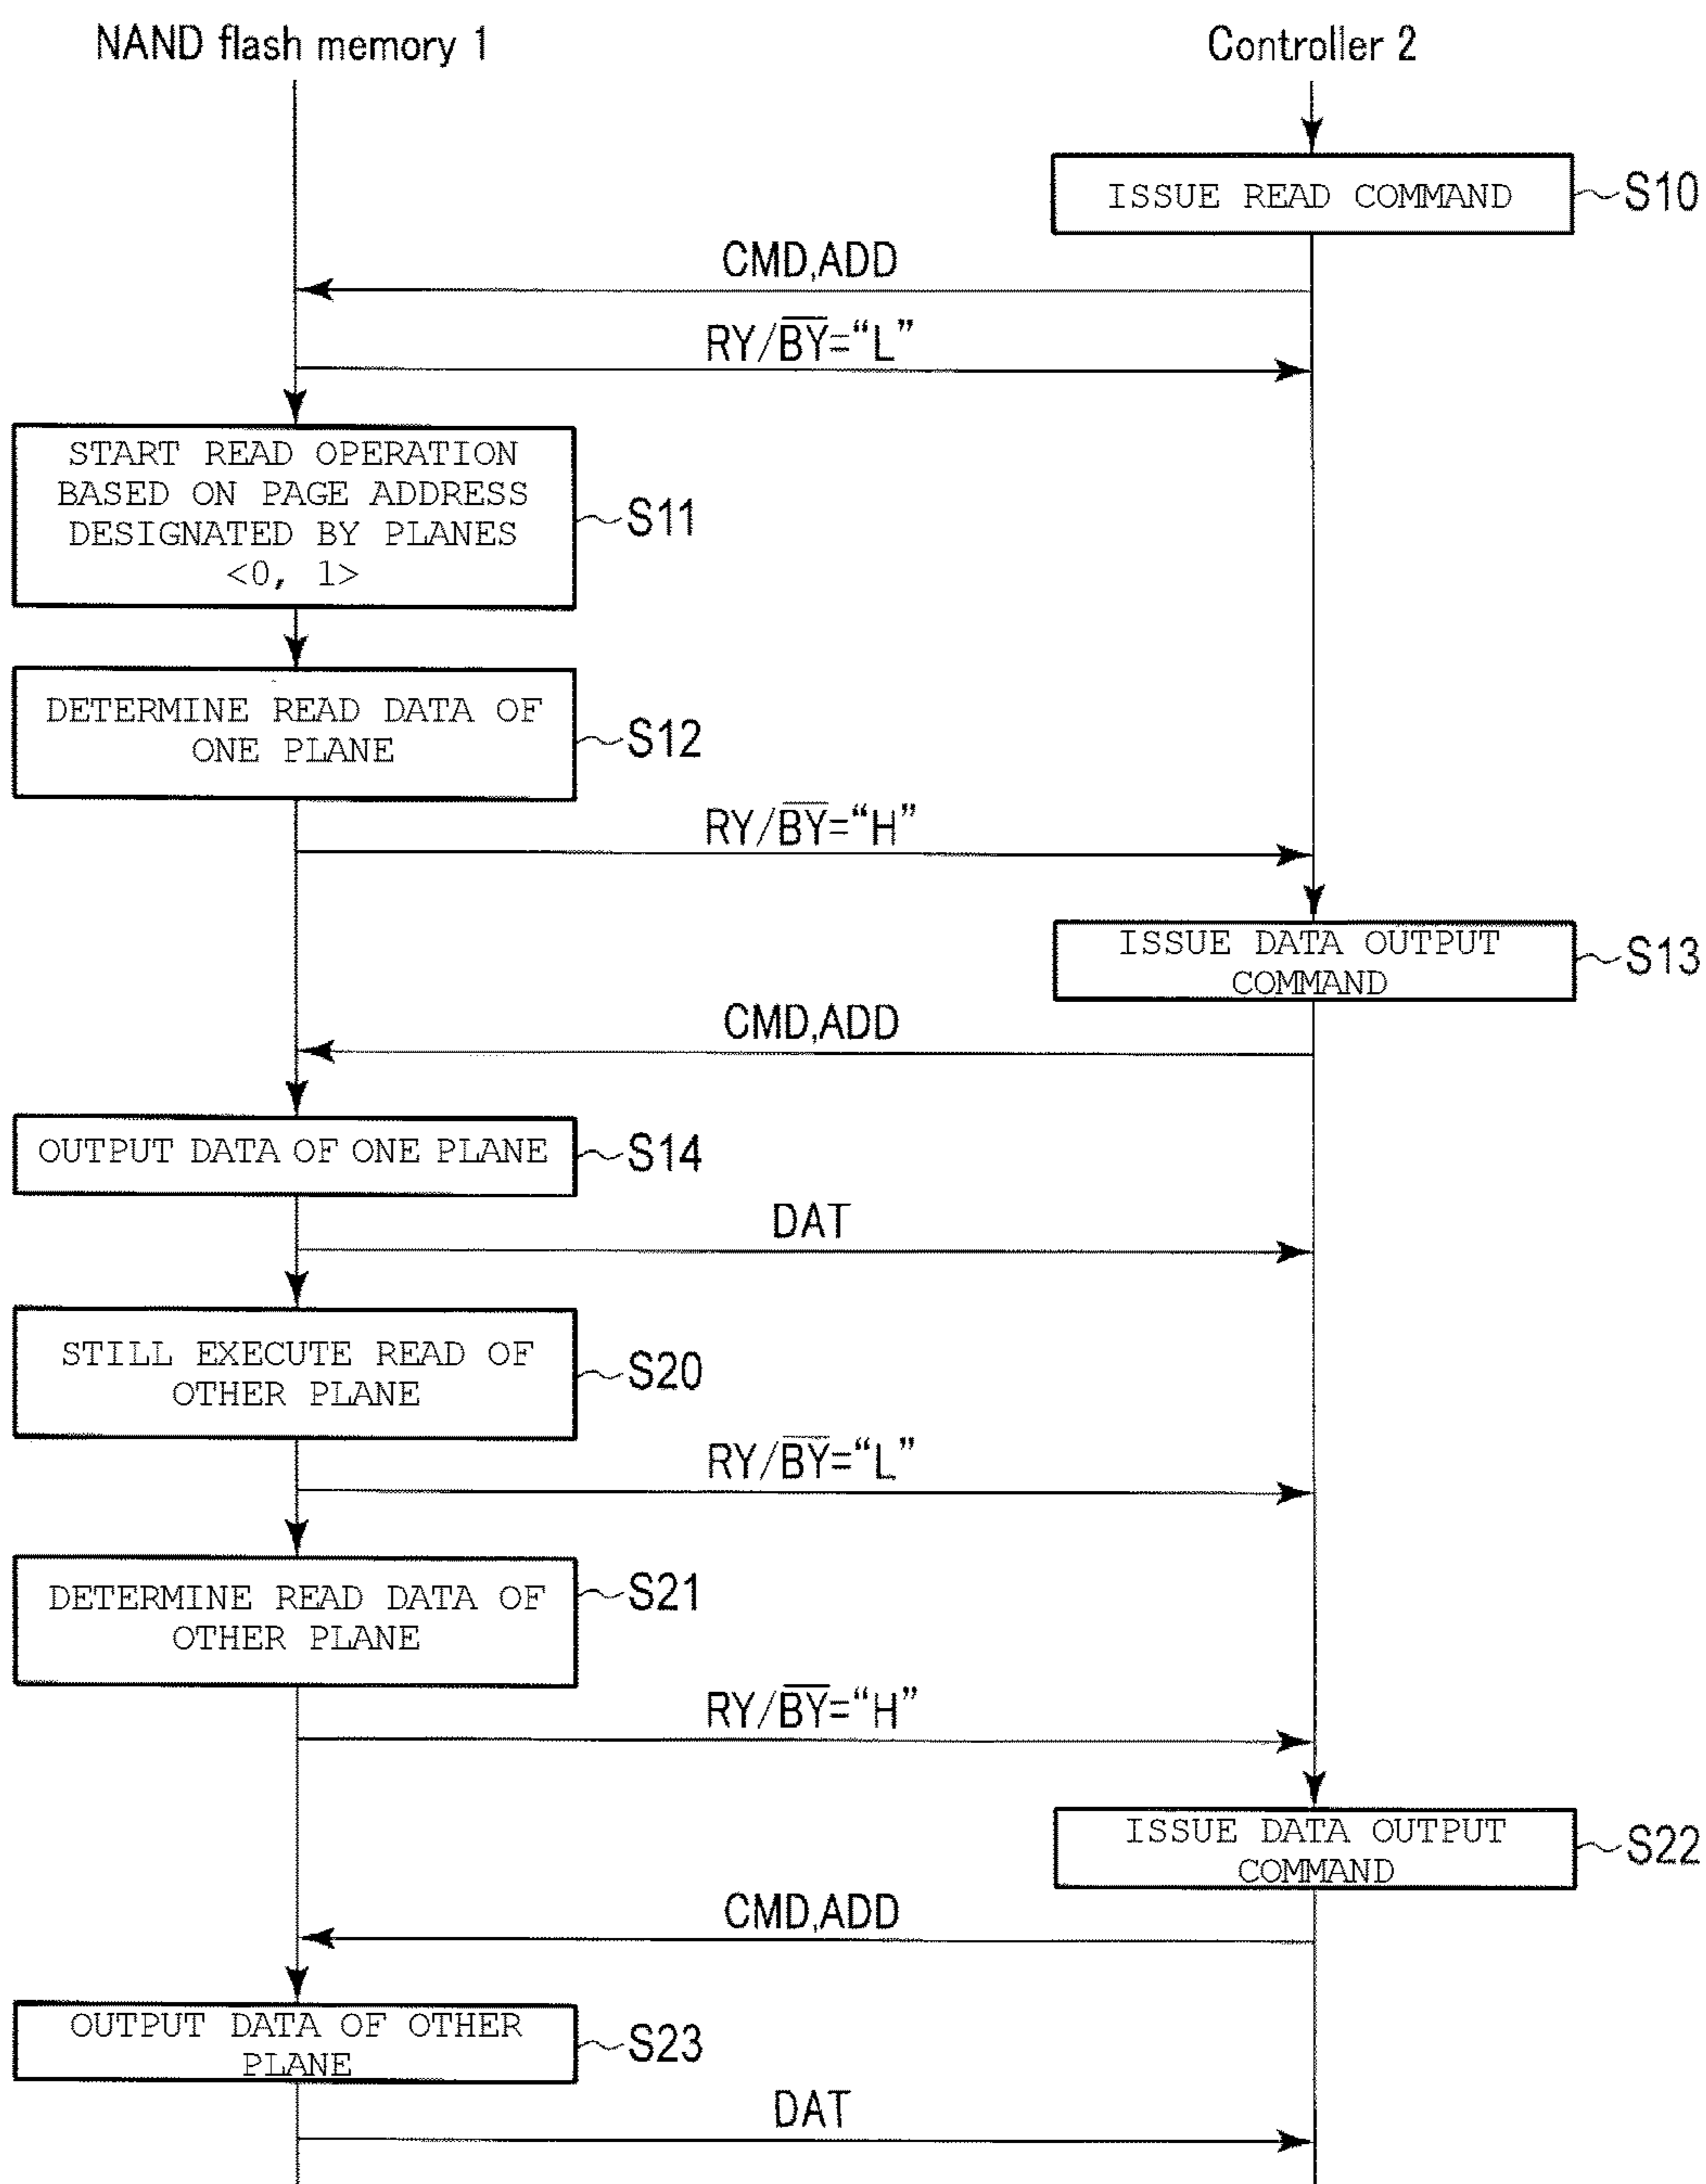 NAND flash memory 1
Controller 2
ISSUE READ COMMAND
S10
CMD,ADD
RY/B̅Y̅="L"
START READ OPERATION
BASED ON PAGE ADDRESS
DESIGNATED BY PLANES
<0, 1>
S11
DETERMINE READ DATA OF
ONE PLANE
S12
RY/B̅Y̅="H"
ISSUE DATA OUTPUT
COMMAND
S13
CMD,ADD
OUTPUT DATA OF ONE PLANE
S14
DAT
STILL EXECUTE READ OF
OTHER PLANE
S20
RY/B̅Y̅="L"
DETERMINE READ DATA OF
OTHER PLANE
S21
RY/B̅Y̅="H"
ISSUE DATA OUTPUT
COMMAND
S22
CMD,ADD
OUTPUT DATA OF OTHER
PLANE
S23
DAT